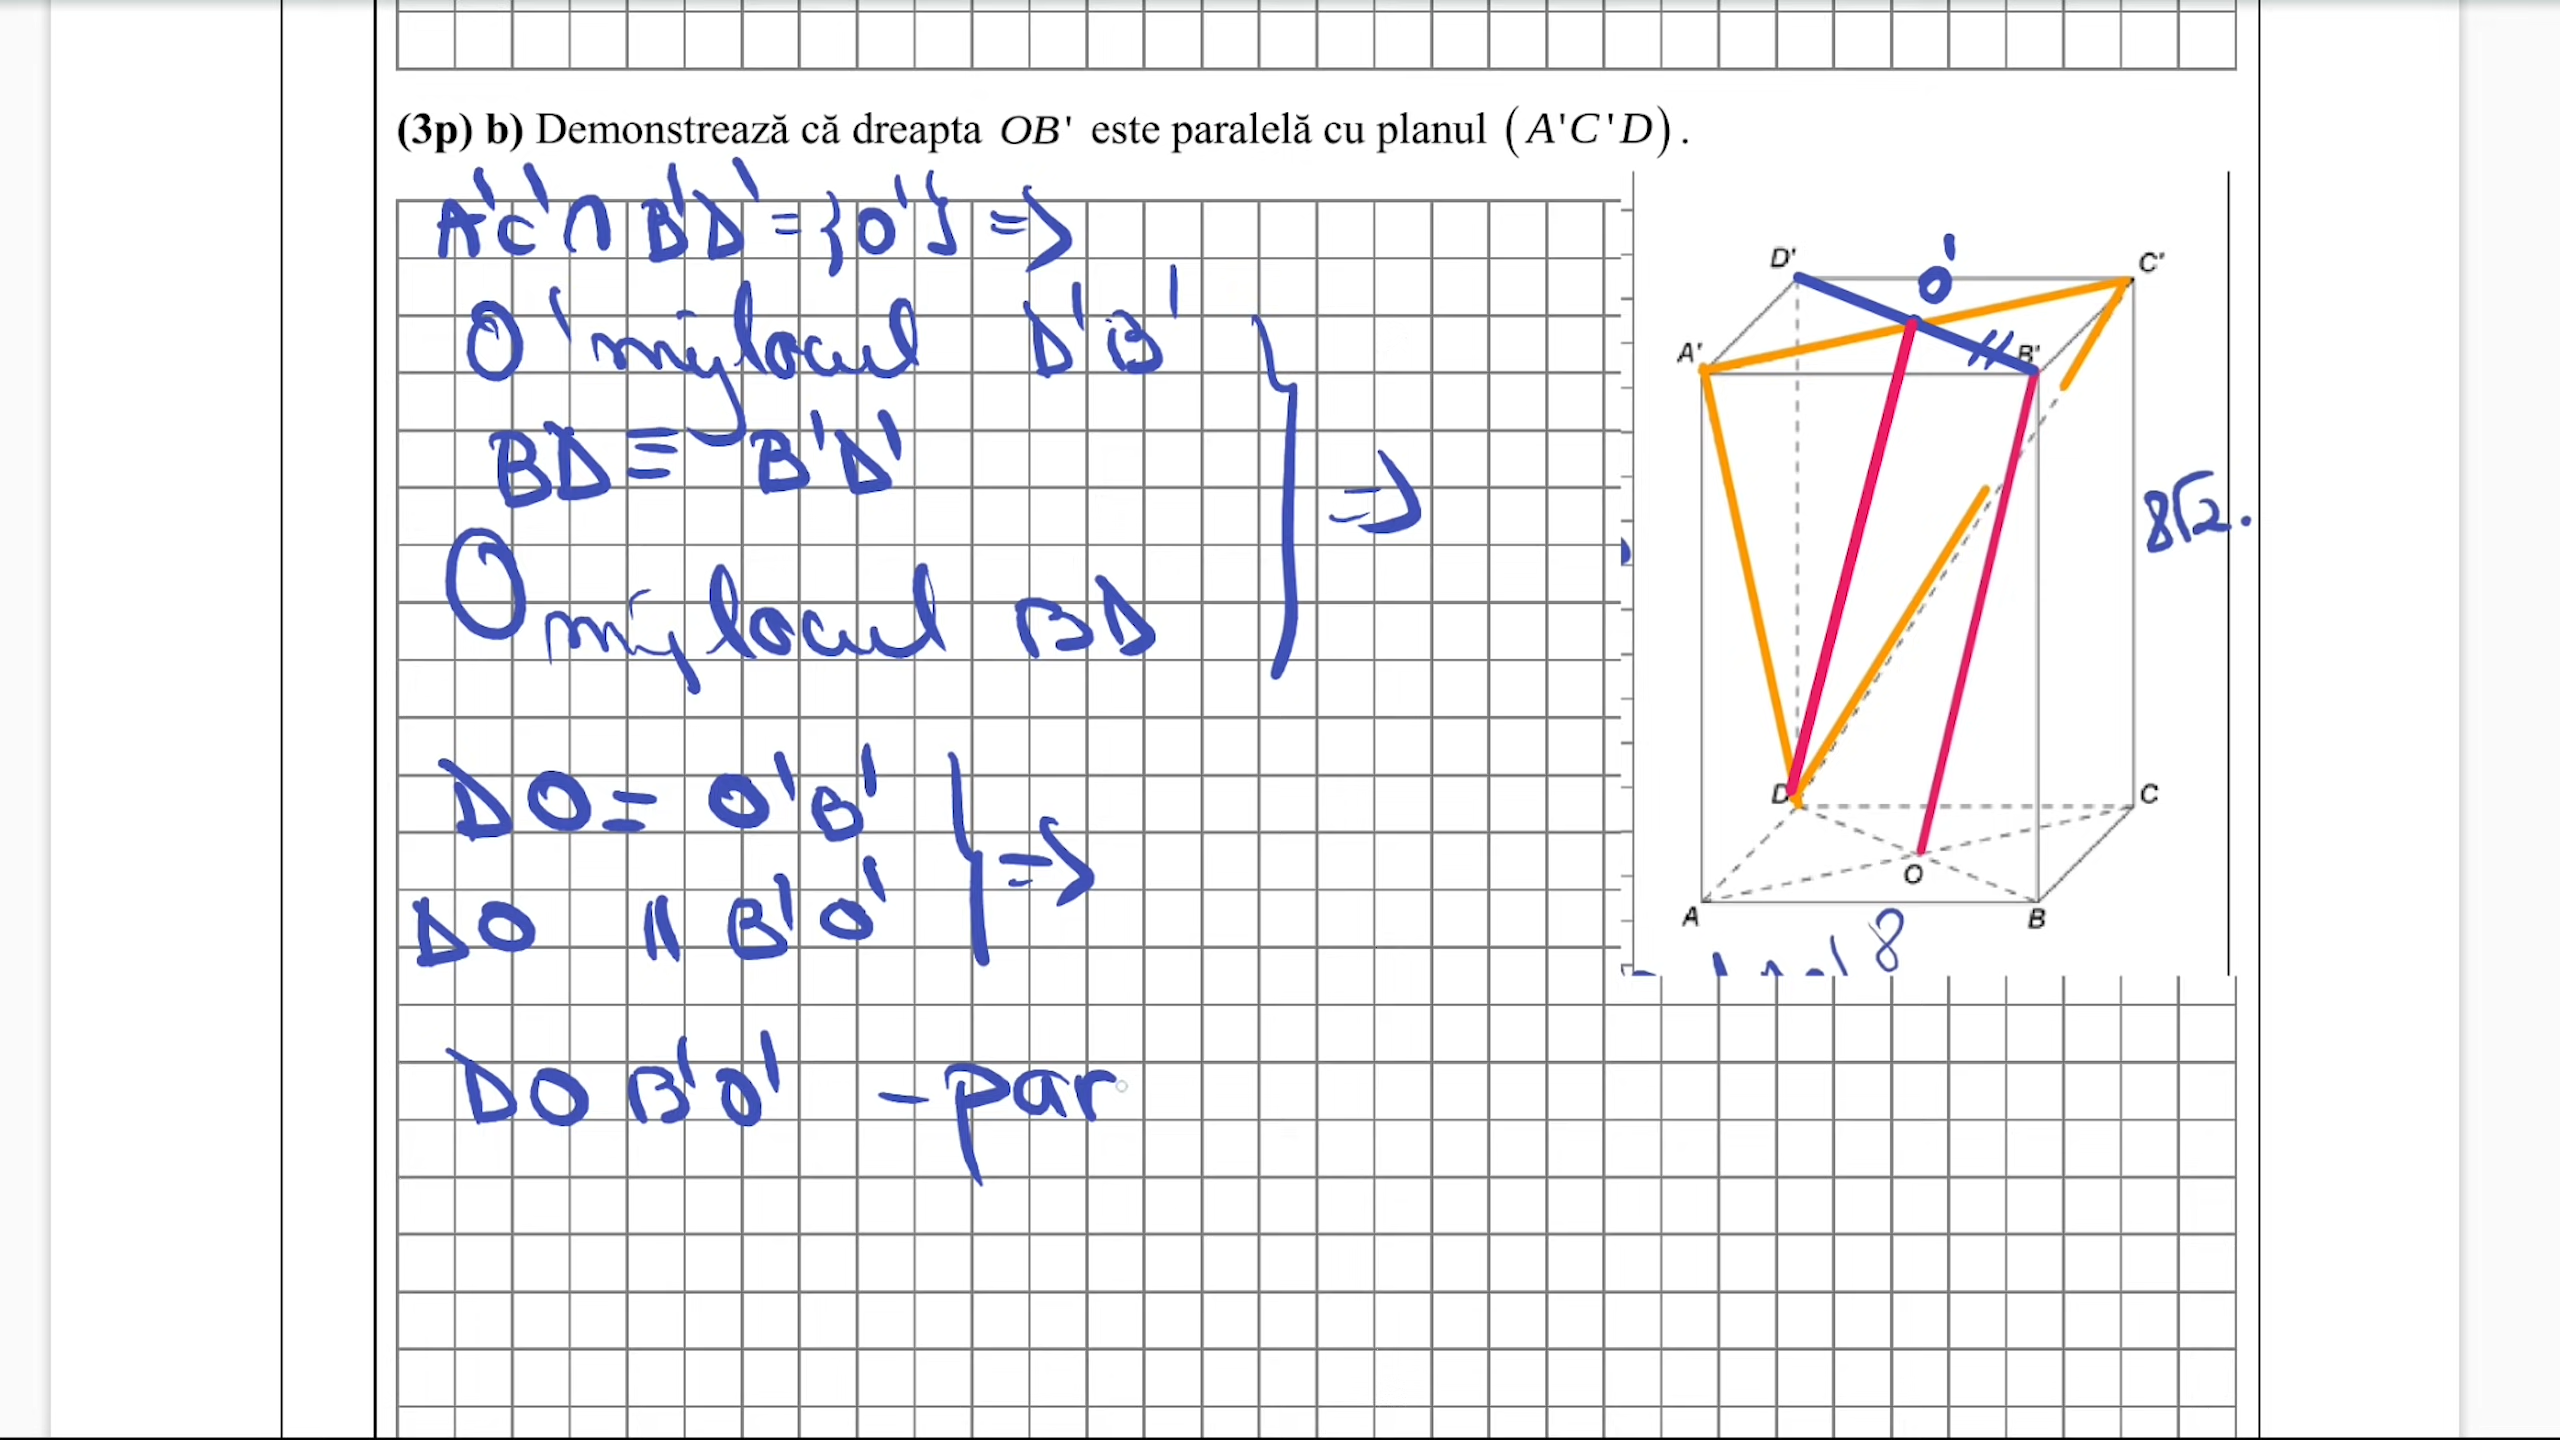 (3p) b) Demonstrează că dreapta OB' este paralelă cu planul (A'C'D).
A'C' ∩ B'D' = {O'} =>
O' mijlocul D'B'
BD ≡ B'D'
=>
O mijlocul BD
DO = O'B'
=>
DO || B'O'
DO B'O' - par
D'
O'
C'
A'
B'
8√2.
D
C
O
A
B
8